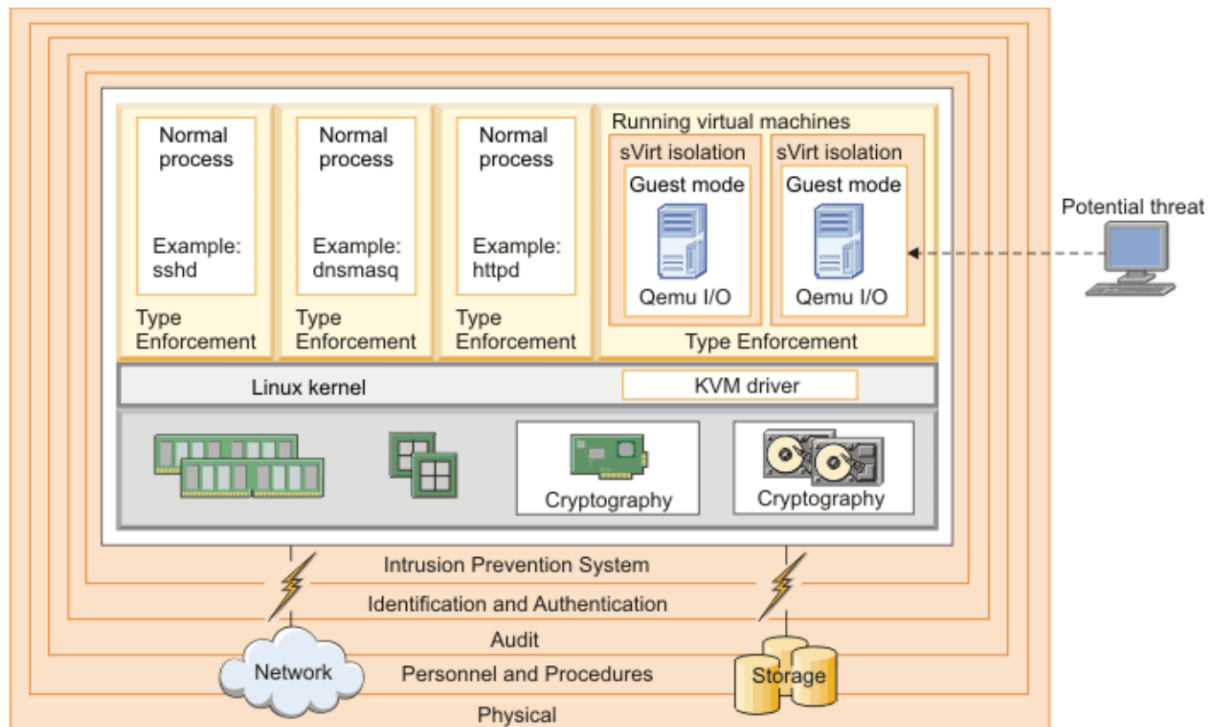 Normal
process
Example:
sshd
Type
Enforcement
Normal
process
Example:
dnsmasq
Type
Enforcement
Normal
process
Example:
httpd
Type
Enforcement
Running virtual machines
sVirt isolation
Guest mode
Qemu I/O
sVirt isolation
Guest mode
Qemu I/O
Type Enforcement
Potential threat
Linux kernel
KVM driver
Cryptography
Cryptography
Intrusion Prevention System
Identification and Authentication
Audit
Network
Personnel and Procedures
Storage
Physical